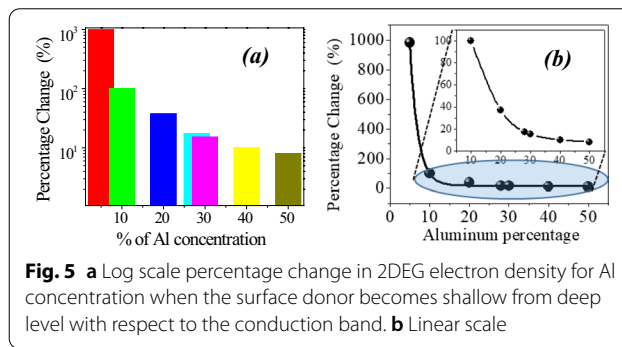 10³
10²
10¹
Percentage Change (%)
(a)
10 20 30 40 50
% of Al concentration
1000
800
600
400
200
0
Percentage Change (%)
100
80
60
40
20
0
(b)
10 20 30 40 50
0 10 20 30 40 50
Aluminum percentage
Fig. 5 a Log scale percentage change in 2DEG electron density for Al
concentration when the surface donor becomes shallow from deep
level with respect to the conduction band. b Linear scale